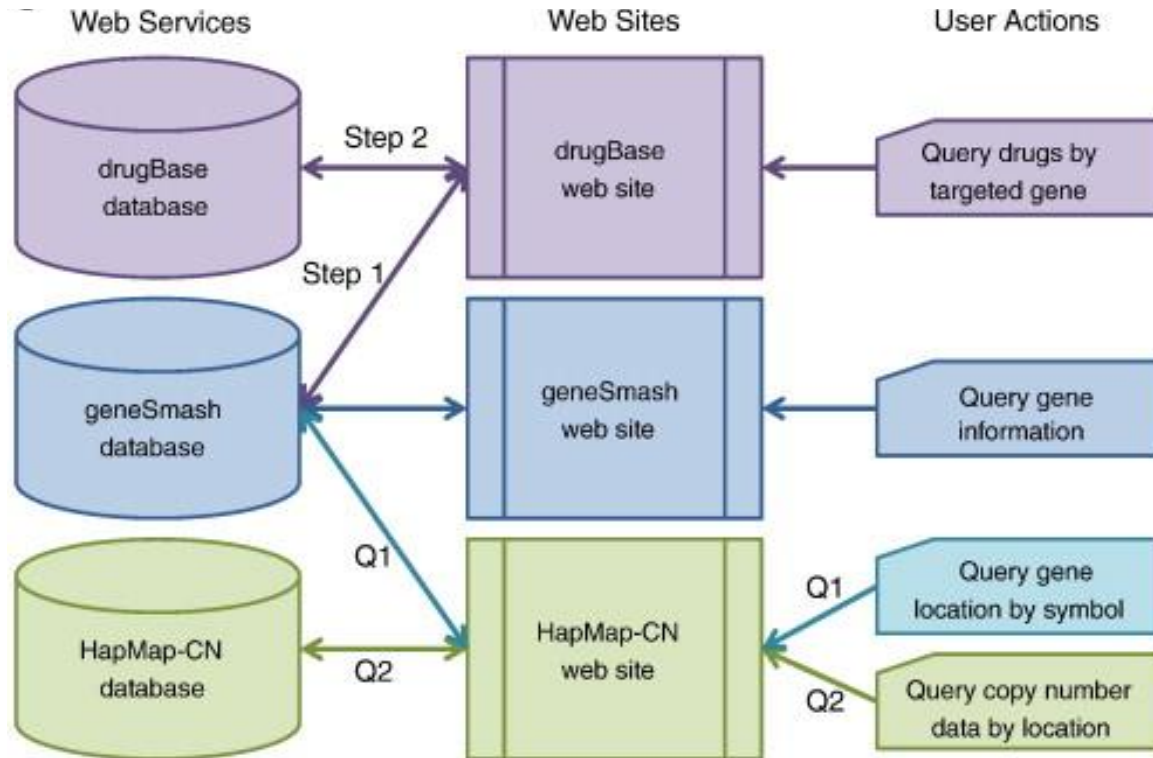 Web Services
Web Sites
User Actions
drugBase
database
Step 2
drugBase
web site
Query drugs by
targeted gene
Step 1
geneSmash
database
geneSmash
web site
Query gene
information
Q1
HapMap-CN
database
Q2
HapMap-CN
web site
Q1
Query gene
location by symbol
Q2
Query copy number
data by location